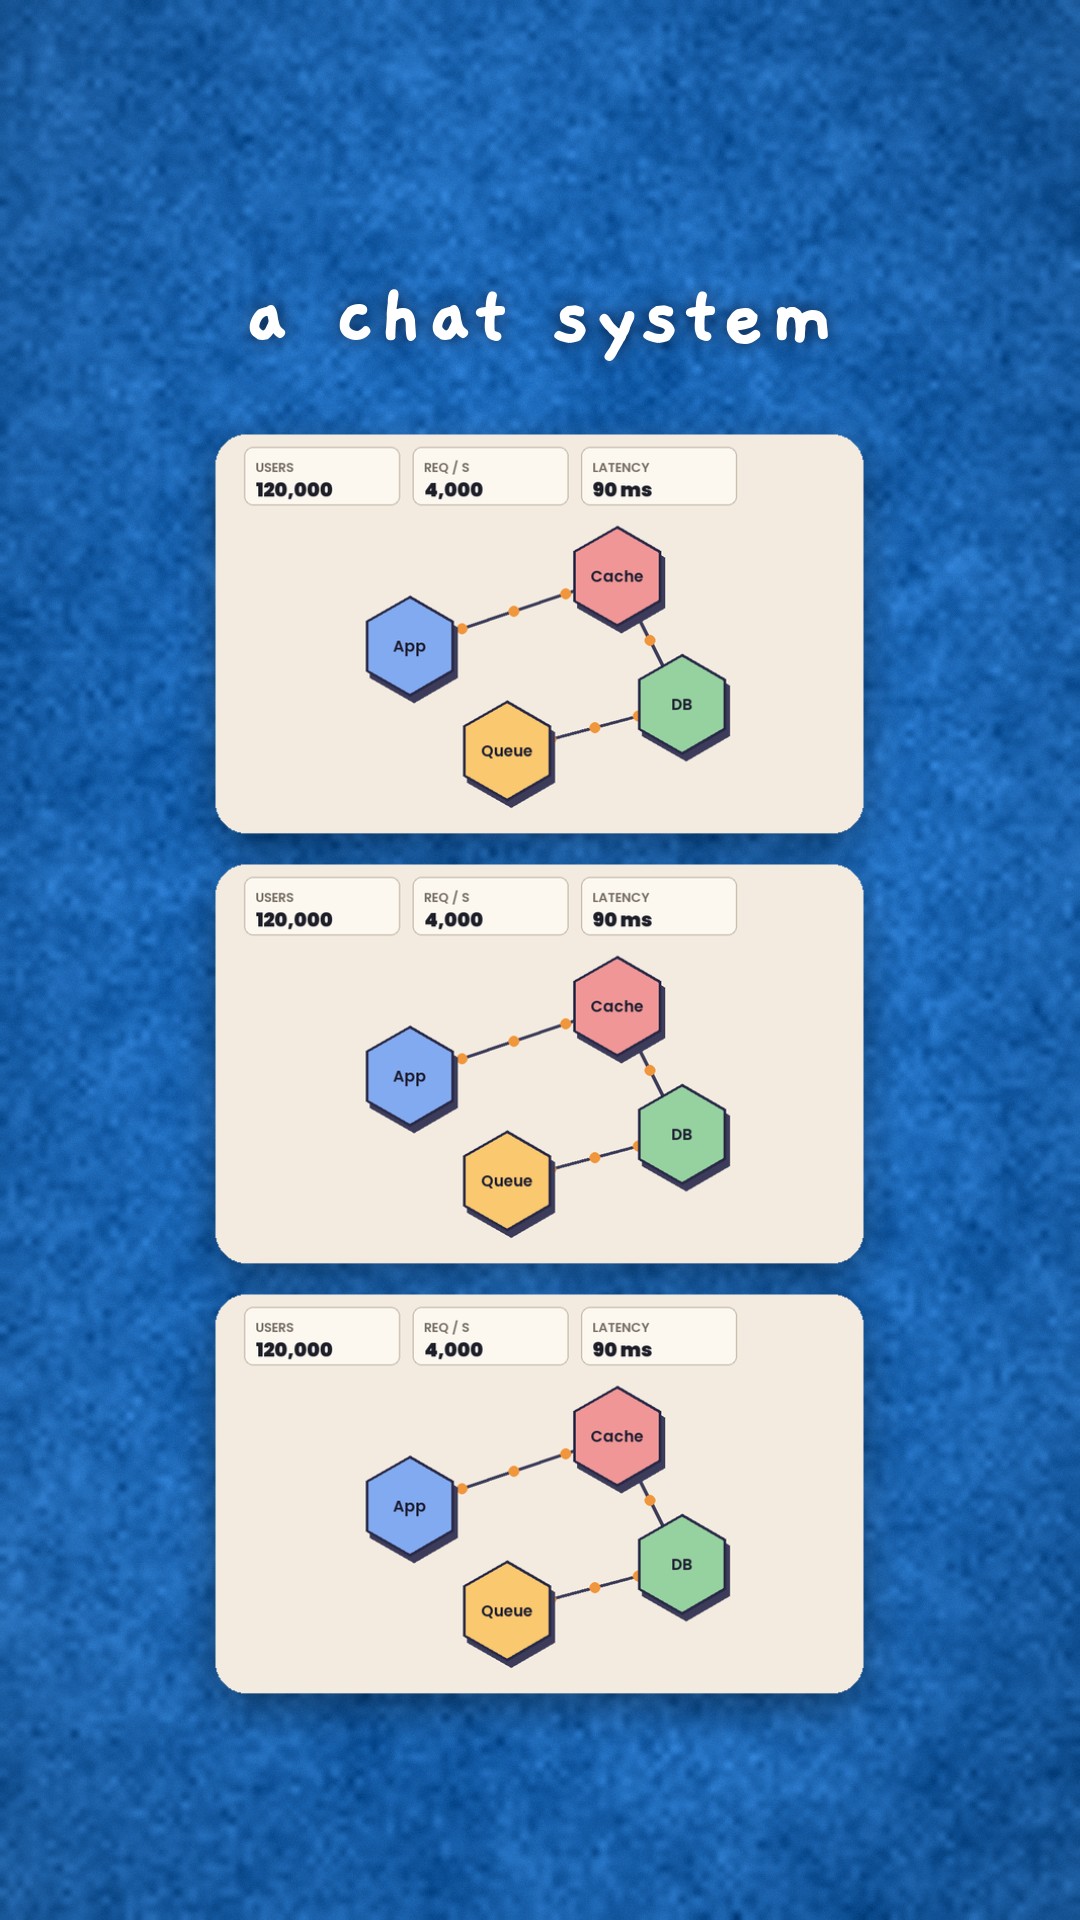 a chat system
USERS REQ / S LATENCY
120,000 4,000 90 ms
Cache
App
DB
Queue
USERS REQ / S LATENCY
120,000 4,000 90 ms
Cache
App
DB
Queue
USERS REQ / S LATENCY
120,000 4,000 90 ms
Cache
App
DB
Queue